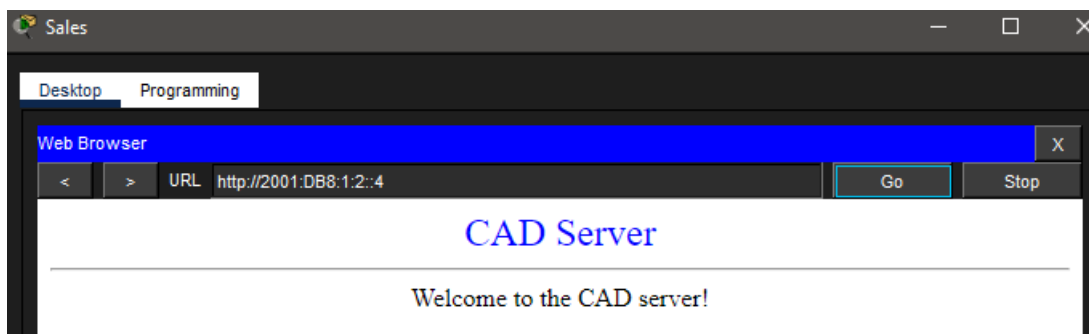 Sales
Desktop Programming
Web Browser X
< > URL http://2001:DB8:1:2::4 Go Stop
CAD Server
Welcome to the CAD server!